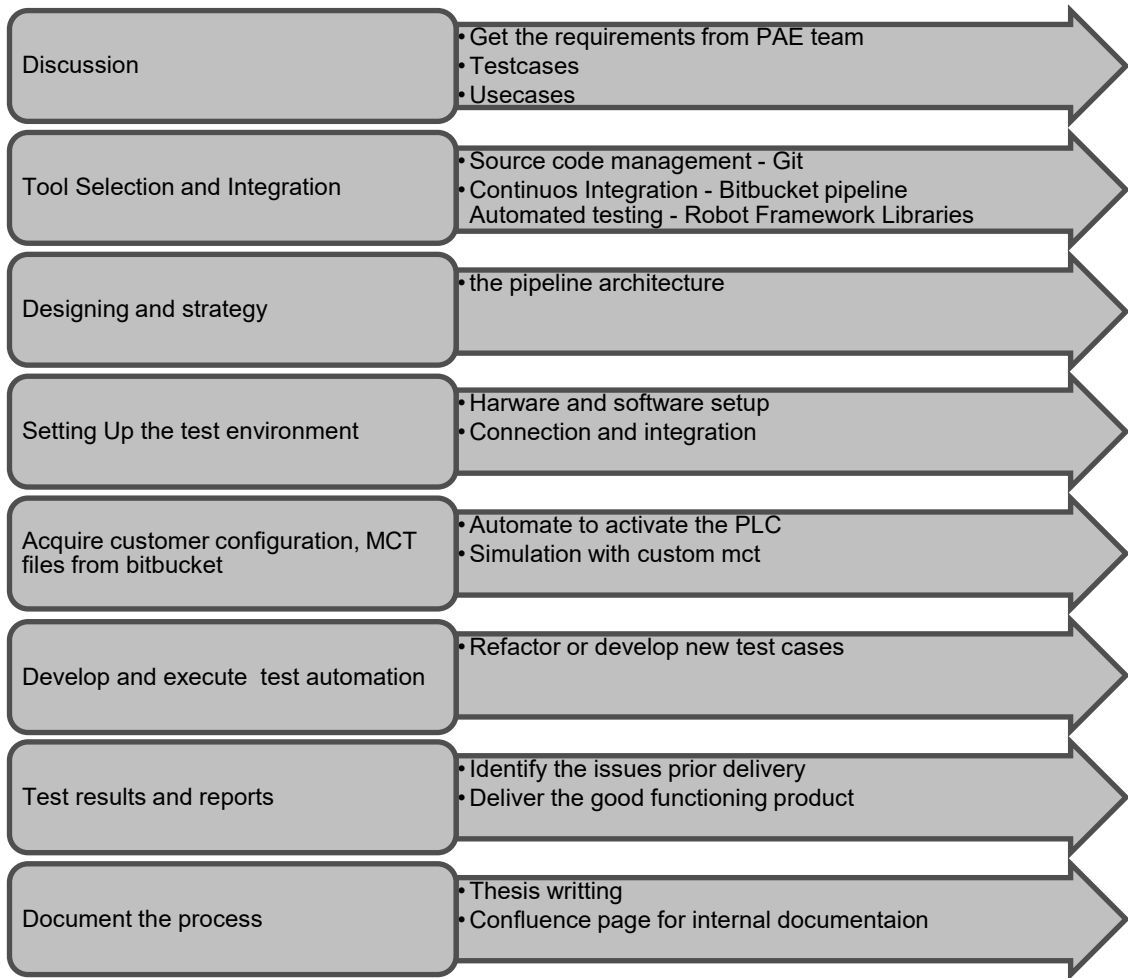 Discussion
• Get the requirements from PAE team
• Testcases
• Usecases
Tool Selection and Integration
• Source code management - Git
• Continuos Integration - Bitbucket pipeline
Automated testing - Robot Framework Libraries
Designing and strategy
• the pipeline architecture
Setting Up the test environment
• Harware and software setup
• Connection and integration
Acquire customer configuration, MCT
files from bitbucket
• Automate to activate the PLC
• Simulation with custom mct
Develop and execute  test automation
• Refactor or develop new test cases
Test results and reports
• Identify the issues prior delivery
• Deliver the good functioning product
Document the process
• Thesis writting
• Confluence page for internal documentaion